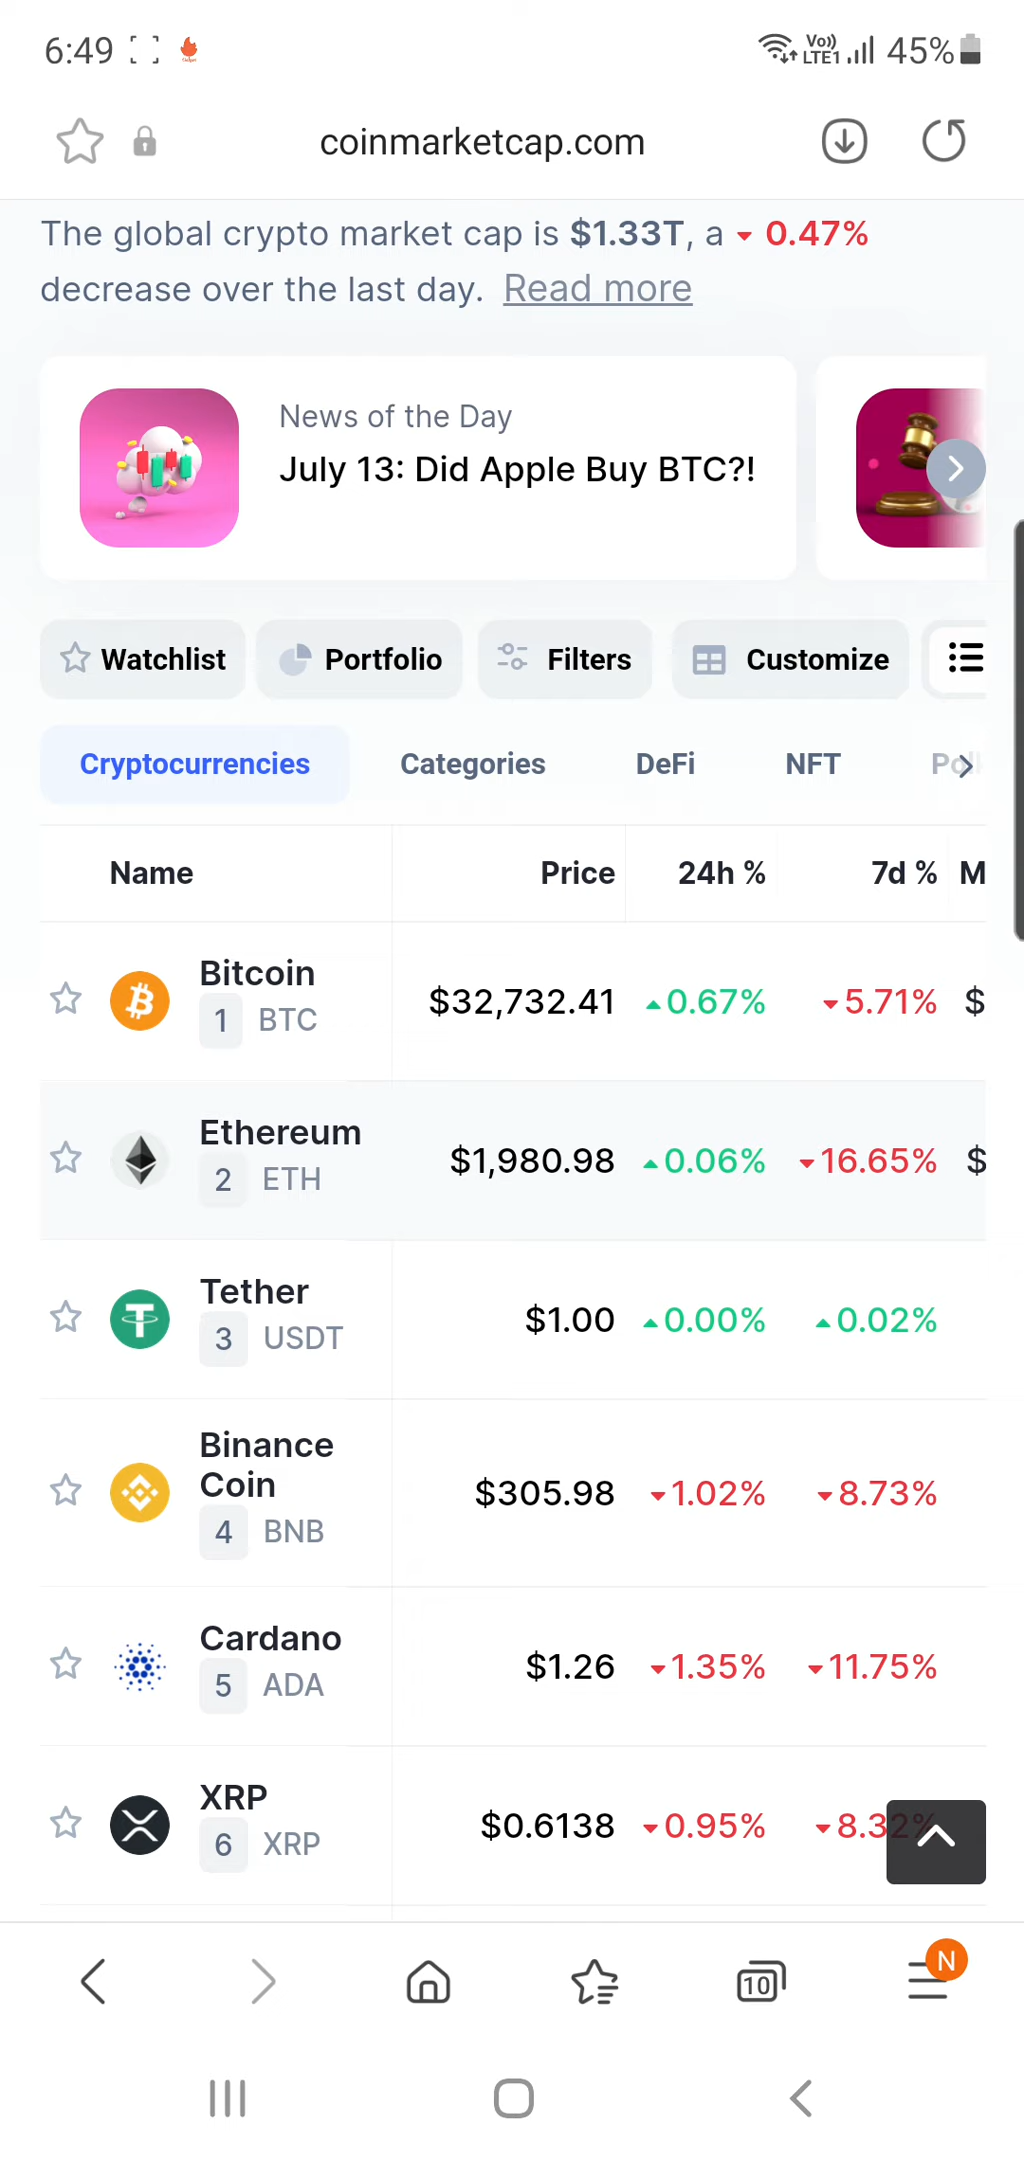 6:49 Vo)) LTE1 45%
coinmarketcap.com
The global crypto market cap is $1.33T, a 0.47%
decrease over the last day. Read more
News of the Day
July 13: Did Apple Buy BTC?!
Watchlist Portfolio Filters Customize
Cryptocurrencies Categories DeFi NFT
Name Price 24h % 7d % M
Bitcoin
1 BTC $32,732.41 0.67% 5.71% $
Ethereum
2 ETH $1,980.98 0.06% 16.65% $
Tether
3 USDT $1.00 0.00% 0.02%
Binance
Coin
4 BNB $305.98 1.02% 8.73%
Cardano
5 ADA $1.26 1.35% 11.75%
XRP
6 XRP $0.6138 0.95% 8.32%
10 N